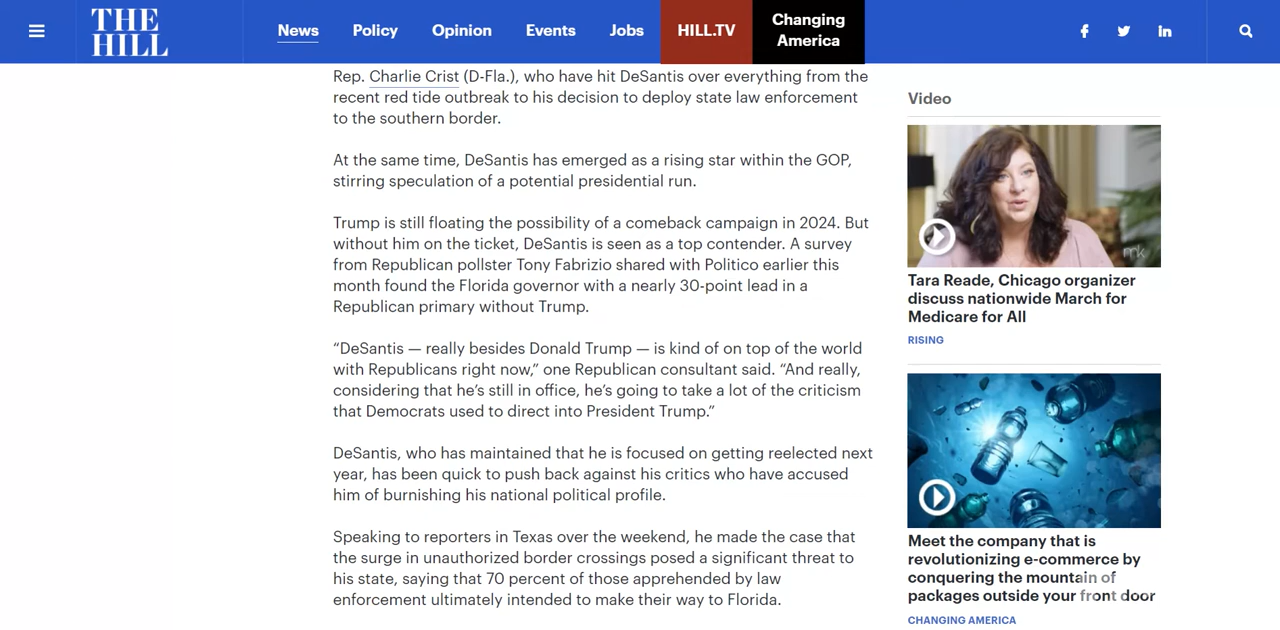 THE
HILL
News
Policy
Opinion
Events
Jobs
HILL.TV
Changing
America
Rep. Charlie Crist (D-Fla.), who have hit DeSantis over everything from the
recent red tide outbreak to his decision to deploy state law enforcement
to the southern border.
At the same time, DeSantis has emerged as a rising star within the GOP,
stirring speculation of a potential presidential run.
Trump is still floating the possibility of a comeback campaign in 2024. But
without him on the ticket, DeSantis is seen as a top contender. A survey
from Republican pollster Tony Fabrizio shared with Politico earlier this
month found the Florida governor with a nearly 30-point lead in a
Republican primary without Trump.
“DeSantis — really besides Donald Trump — is kind of on top of the world
with Republicans right now,” one Republican consultant said. “And really,
considering that he’s still in office, he’s going to take a lot of the criticism
that Democrats used to direct into President Trump.”
DeSantis, who has maintained that he is focused on getting reelected next
year, has been quick to push back against his critics who have accused
him of burnishing his national political profile.
Speaking to reporters in Texas over the weekend, he made the case that
the surge in unauthorized border crossings posed a significant threat to
his state, saying that 70 percent of those apprehended by law
enforcement ultimately intended to make their way to Florida.
Video
mk
Tara Reade, Chicago organizer
discuss nationwide March for
Medicare for All
RISING
Meet the company that is
revolutionizing e-commerce by
conquering the mountain of
packages outside your front door
CHANGING AMERICA